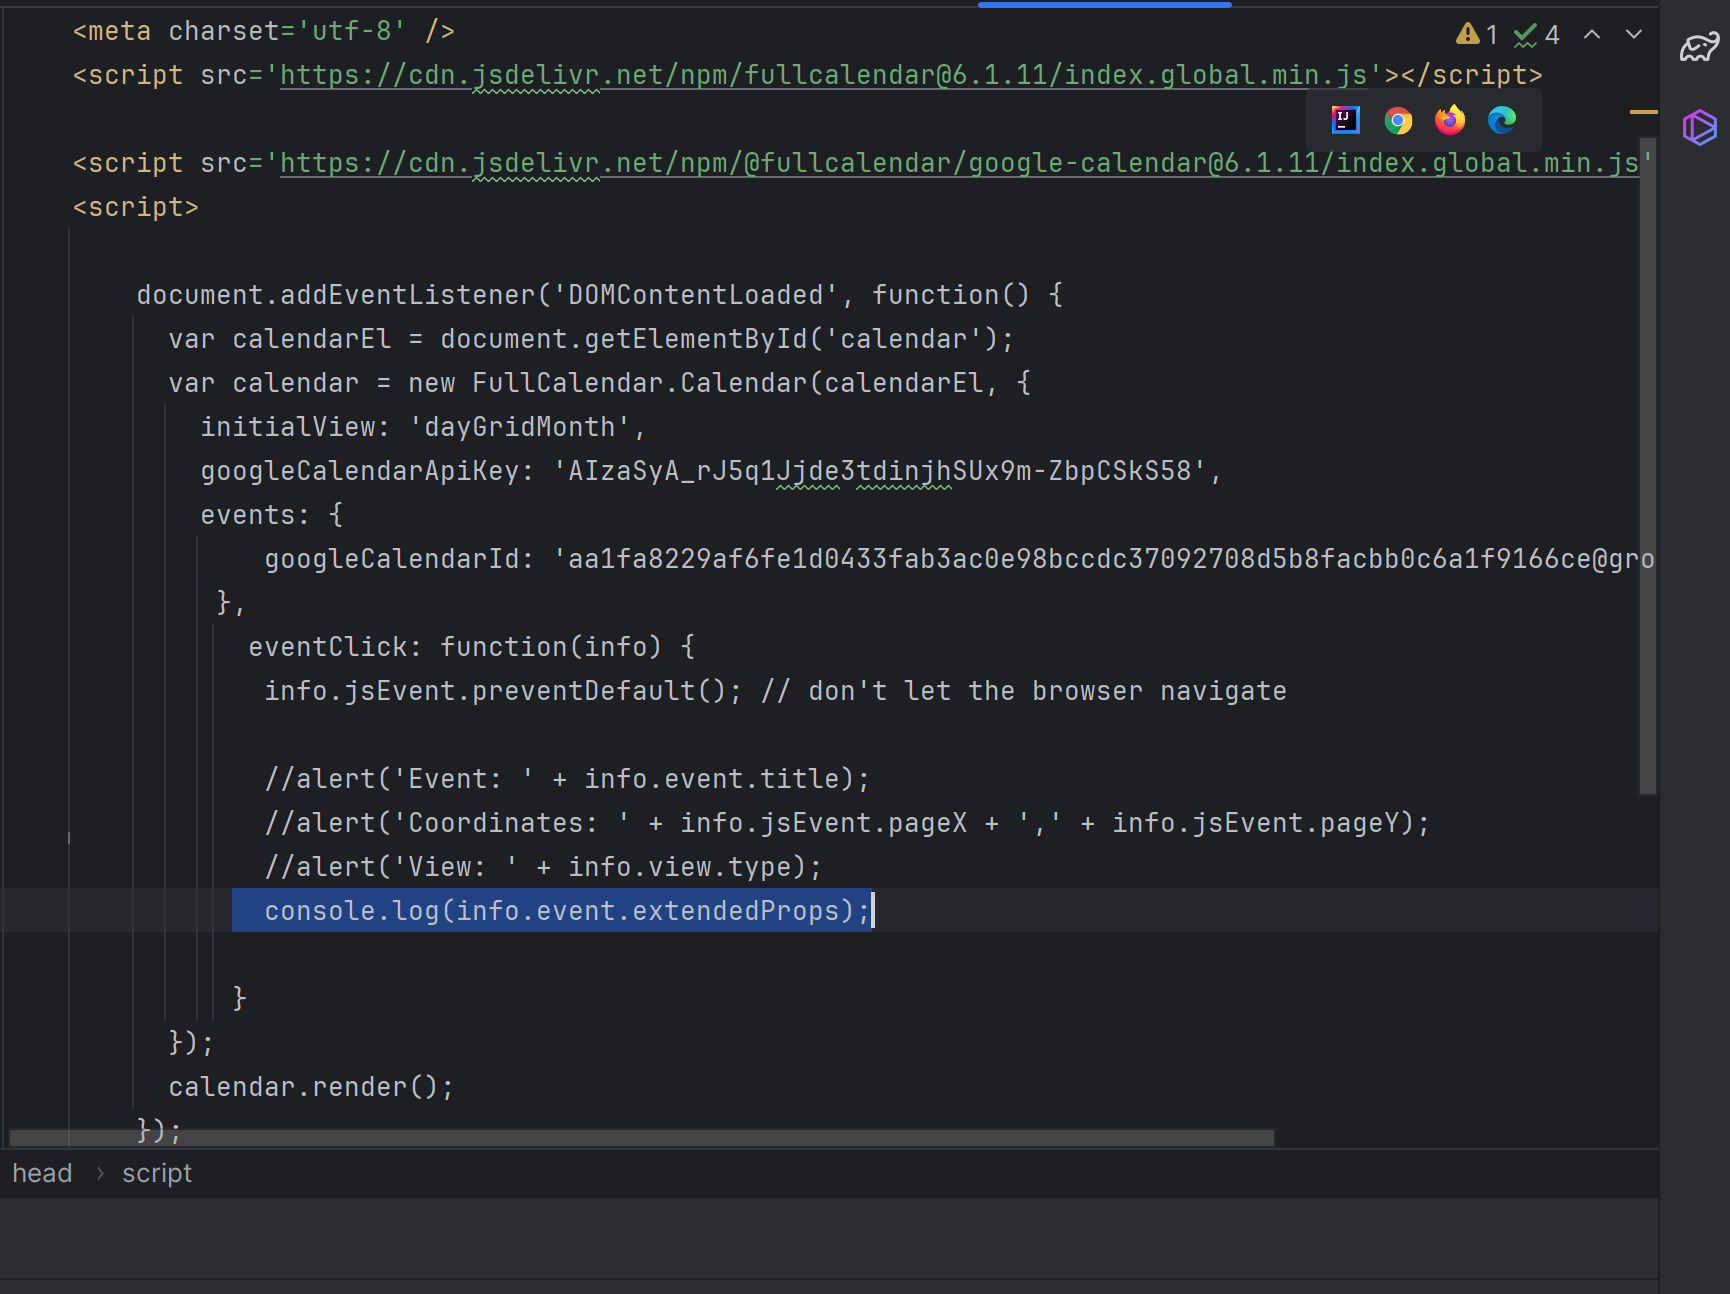 <meta charset='utf-8' />
1 4
<script src='https://cdn.jsdelivr.net/npm/fullcalendar@6.1.11/index.global.min.js'></script>
IJ
<script src='https://cdn.jsdelivr.net/npm/@fullcalendar/google-calendar@6.1.11/index.global.min.js'
<script>
document.addEventListener('DOMContentLoaded', function() {
var calendarEl = document.getElementById('calendar');
var calendar = new FullCalendar.Calendar(calendarEl, {
initialView: 'dayGridMonth',
googleCalendarApiKey: 'AIzaSyA_rJ5q1Jjde3tdinjhSUx9m-ZbpCSkS58',
events: {
googleCalendarId: 'aa1fa8229af6fe1d0433fab3ac0e98bccdc37092708d5b8facbb0c6a1f9166ce@gro
},
eventClick: function(info) {
info.jsEvent.preventDefault(); // don't let the browser navigate
//alert('Event: ' + info.event.title);
//alert('Coordinates: ' + info.jsEvent.pageX + ',' + info.jsEvent.pageY);
//alert('View: ' + info.view.type);
console.log(info.event.extendedProps);
}
});
calendar.render();
});
head › script